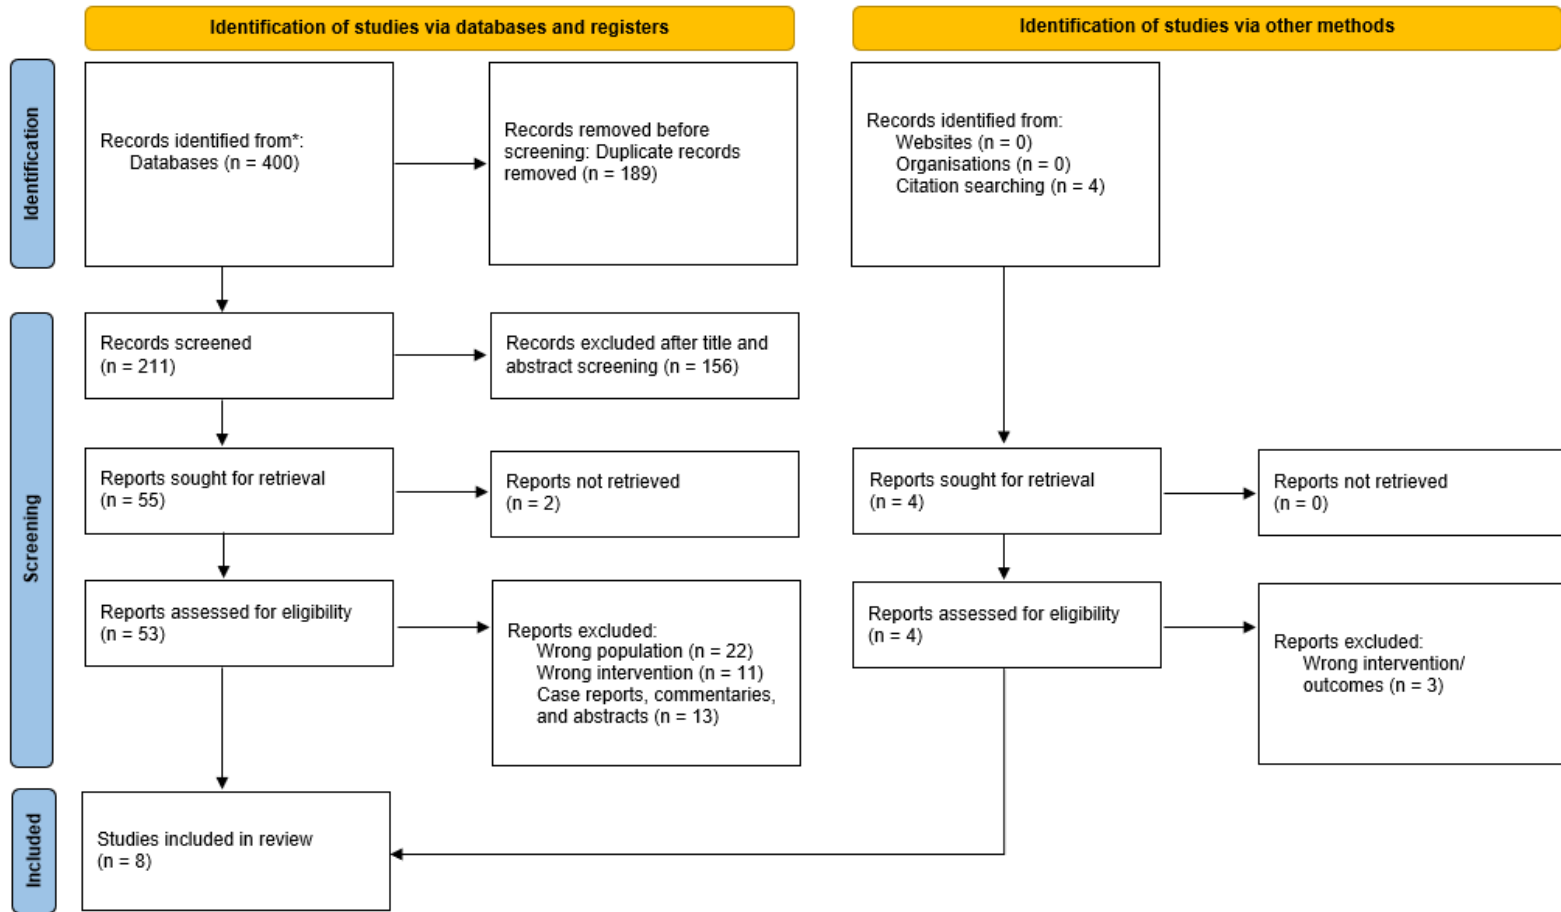 Identification of studies via databases and registers
Identification of studies via other methods
Identification
Records identified from*:
Databases (n = 400)
Records removed before
screening: Duplicate records
removed (n = 189)
Records identified from:
Websites (n = 0)
Organisations (n = 0)
Citation searching (n = 4)
Screening
Records screened
(n = 211)
Records excluded after title and
abstract screening (n = 156)
Reports sought for retrieval
(n = 55)
Reports not retrieved
(n = 2)
Reports sought for retrieval
(n = 4)
Reports not retrieved
(n = 0)
Reports assessed for eligibility
(n = 53)
Reports excluded:
Wrong population (n = 22)
Wrong intervention (n = 11)
Case reports, commentaries,
and abstracts (n = 13)
Reports assessed for eligibility
(n = 4)
Reports excluded:
Wrong intervention/
outcomes (n = 3)
Included
Studies included in review
(n = 8)